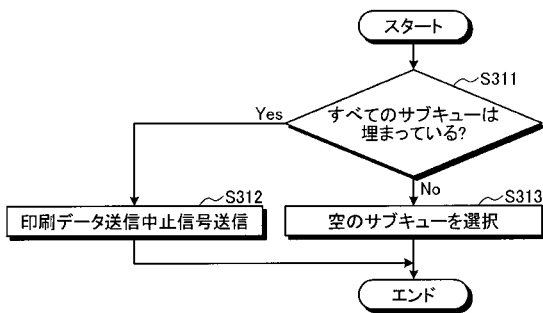 スタート
S311
すべてのサブキューは
埋まっている?
Yes
No
S312
印刷データ送信中止信号送信
S313
空のサブキューを選択
エンド